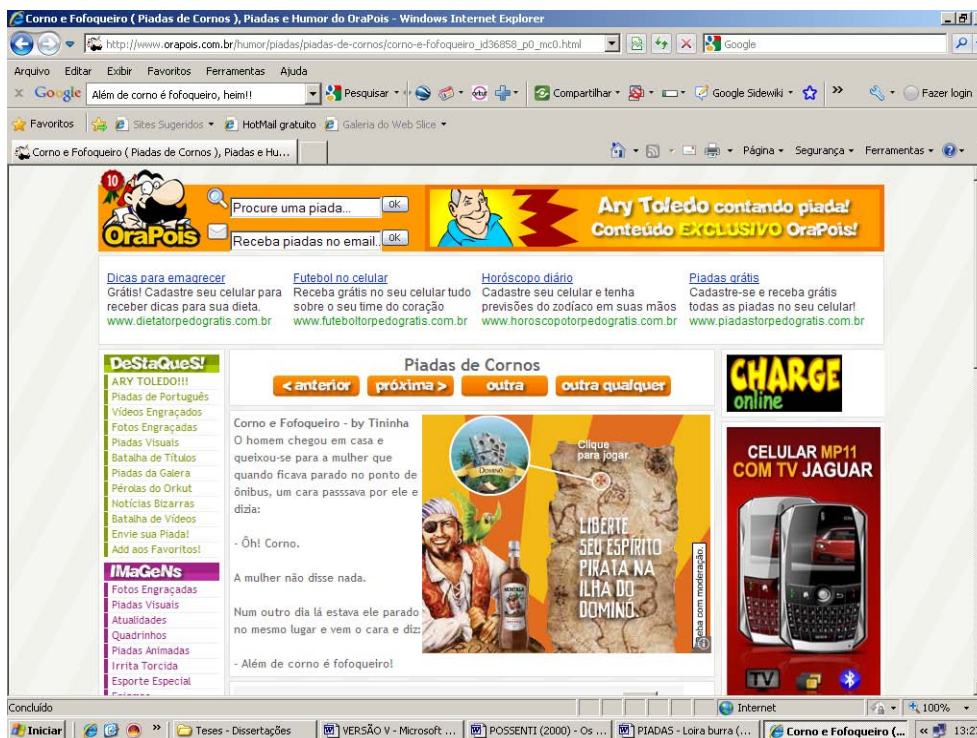 Corno e Fofoqueiro ( Piadas de Cornos ), Piadas e Humor do OraPois - Windows Internet Explorer
http://www.orapois.com.br/humor/piadas/piadas-de-cornos/corno-e-fofoqueiro_id36858_p0_mc0.html
Google
Arquivo Editar Exibir Favoritos Ferramentas Ajuda
x Google Além de corno é fofoqueiro, heim!! Pesquisar Compartilhar Google Sidewiki » Fazer login
Favoritos Sites Sugeridos HotMail gratuito Galeria do Web Slice
Corno e Fofoqueiro ( Piadas de Cornos ), Piadas e Hu...
Página Segurança Ferramentas
10
OraPois
Procure uma piada... OK
Receba piadas no email.. OK
Ary Toledo contando piada!
Conteúdo EXCLUSIVO OraPois!
Dicas para emagrecer
Grátis! Cadastre seu celular para
receber dicas para sua dieta.
www.dietatorpedogratis.com.br
Futebol no celular
Receba grátis no seu celular tudo
sobre o seu time do coração
www.futeboltorpedogratis.com.br
Horóscopo diário
Cadastre seu celular e tenha
previsões do zodíaco em suas mãos
www.horoscopotorpedogratis.com.br
Piadas grátis
Cadastre-se e receba grátis
todas as piadas no seu celular!
www.piadastorpedogratis.com.br
DeStaQueS!
ARY TOLEDO!!!
Piadas de Português
Vídeos Engraçados
Fotos Engraçadas
Piadas Visuais
Batalha de Títulos
Piadas da Galera
Pérolas do Orkut
Notícias Bizarras
Batalha de Vídeos
Envie sua Piada!
Add aos Favoritos!
IMaGeNs
Fotos Engraçadas
Piadas Visuais
Atualidades
Quadrinhos
Piadas Animadas
Irrita Torcida
Esporte Especial
Piadas de Cornos
< anterior próxima > outra outra qualquer
Corno e Fofoqueiro - by Tininha
O homem chegou em casa e
queixou-se para a mulher que
quando ficava parado no ponto de
ônibus, um cara passsava por ele e
dizia:
- Ôh! Corno.
A mulher não disse nada.
Num outro dia lá estava ele parado
no mesmo lugar e vem o cara e diz:
- Além de corno é fofoqueiro!
DOMINÓ
Clique
para jogar.
LIBERTE
SEU ESPÍRITO
PIRATA NA
ILHA DO
DOMINÓ.
Beba com moderação.
CHARGE
online
CELULAR MP11
COM TV JAGUAR
TV
Concluído
Internet
100%
Iniciar » Teses - Dissertações VERSÃO V - Microsoft ... POSSENTI (2000) - Os ... PIADAS - Loira burra (... Corno e Fofoqueiro (... «